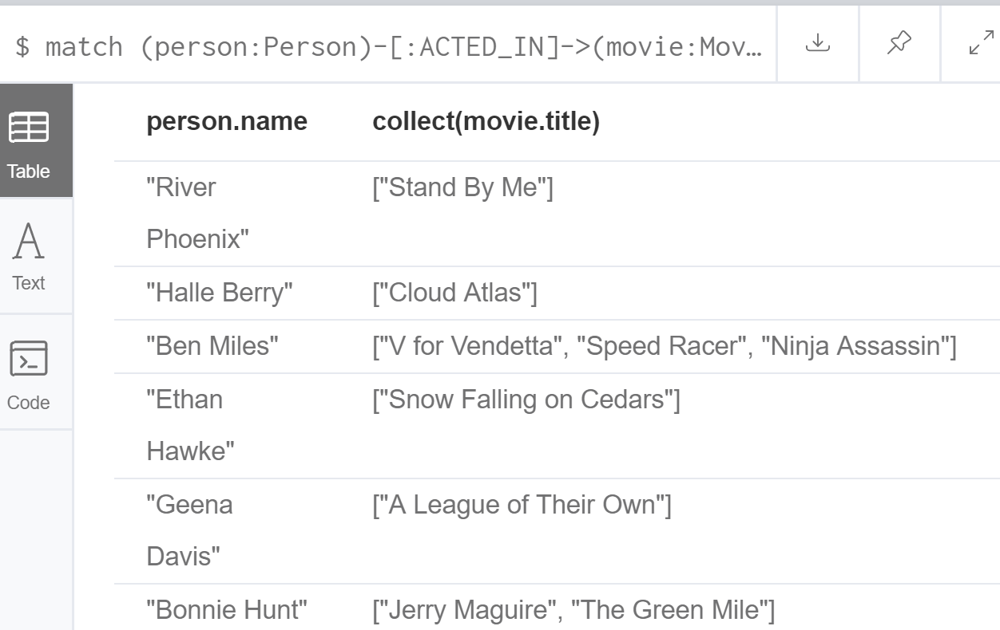 $ match (person:Person)-[:ACTED_IN]->(movie:Mov…
Table
Text
Code
person.name collect(movie.title)
"River ["Stand By Me"]
Phoenix"
"Halle Berry" ["Cloud Atlas"]
"Ben Miles" ["V for Vendetta", "Speed Racer", "Ninja Assassin"]
"Ethan ["Snow Falling on Cedars"]
Hawke"
"Geena ["A League of Their Own"]
Davis"
"Bonnie Hunt" ["Jerry Maguire", "The Green Mile"]